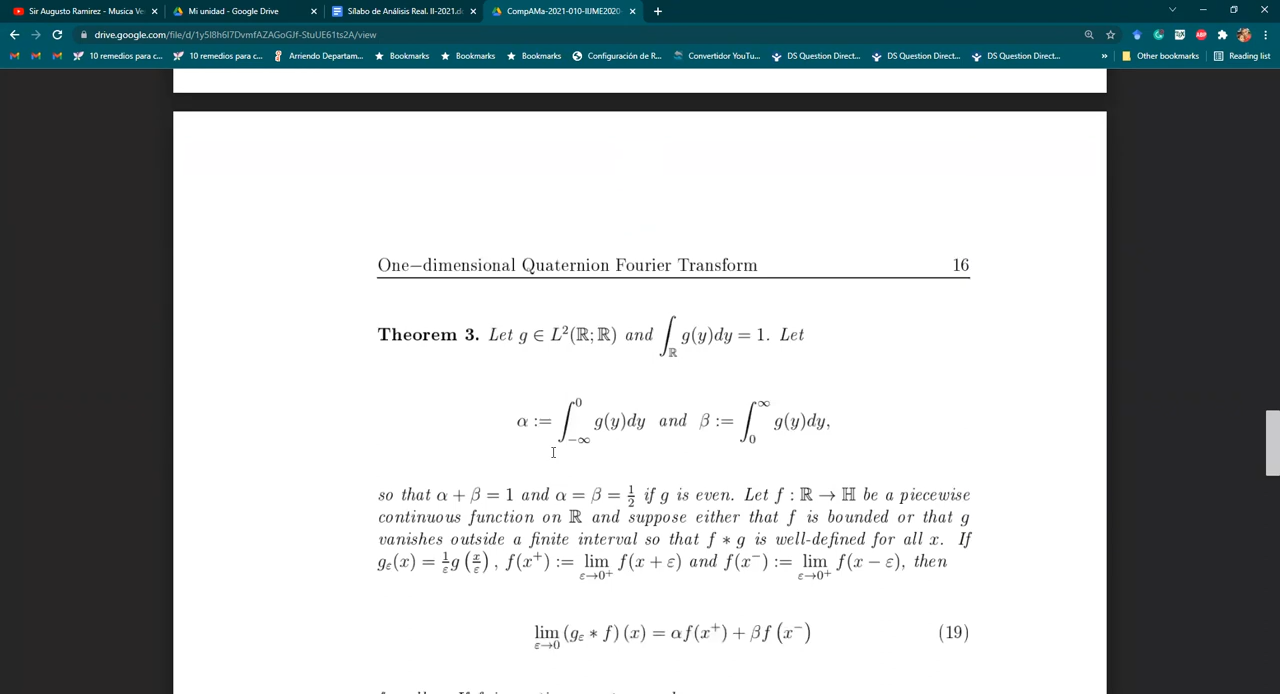 Sir Augusto Ramirez - Musica Ve
Mi unidad - Google Drive
Sílabo de Análisis Real. II-2021.d
CompAMa-2021-010-IIJME2020-
drive.google.com/file/d/1y5I8h6I7DvmfAZAGoGJf-StuUE61ts2A/view
10 remedios para c...
10 remedios para c...
Arriendo Departam...
Bookmarks
Bookmarks
Bookmarks
Configuración de R...
Convertidor YouTu...
DS Question Direct...
DS Question Direct...
DS Question Direct...
Other bookmarks
Reading list
One−dimensional Quaternion Fourier Transform 16
Theorem 3. Let g ∈ L²(ℝ; ℝ) and ∫_ℝ g(y)dy = 1. Let
α := ∫_{−∞}^{0} g(y)dy and β := ∫_{0}^{∞} g(y)dy,
so that α + β = 1 and α = β = 1/2 if g is even. Let f : ℝ → ℍ be a piecewise
continuous function on ℝ and suppose either that f is bounded or that g
vanishes outside a finite interval so that f ∗ g is well-defined for all x. If
g_ε(x) = 1/ε g(x/ε), f(x⁺) := lim_{ε→0⁺} f(x + ε) and f(x⁻) := lim_{ε→0⁺} f(x − ε), then
lim_{ε→0} (g_ε ∗ f)(x) = αf(x⁺) + βf(x⁻) (19)